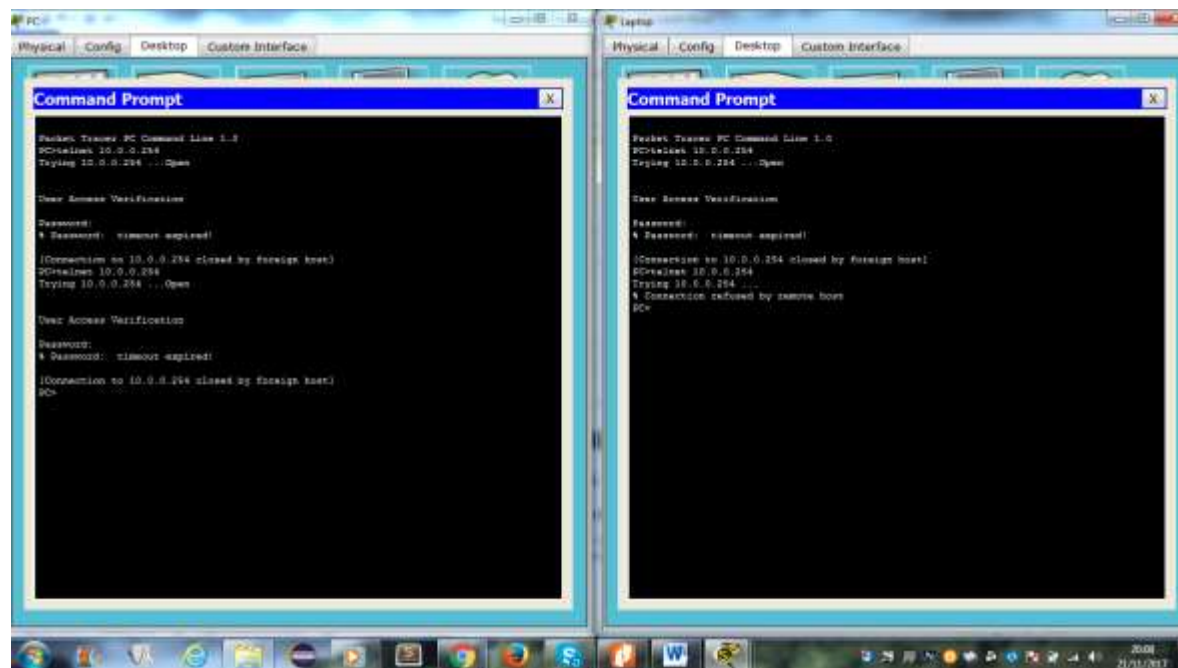 PC
Physical Config Desktop Custom Interface
Command Prompt X
Packet Tracer PC Command Line 1.0
PC>telnet 10.0.0.254
Trying 10.0.0.254 ...Open
User Access Verification
Password:
% Password: timeout expired!
[Connection to 10.0.0.254 closed by foreign host]
PC>telnet 10.0.0.254
Trying 10.0.0.254 ...Open
User Access Verification
Password:
% Password: timeout expired!
[Connection to 10.0.0.254 closed by foreign host]
PC>
Laptop
Physical Config Desktop Custom Interface
Command Prompt X
Packet Tracer PC Command Line 1.0
PC>telnet 10.0.0.254
Trying 10.0.0.254 ...Open
User Access Verification
Password:
% Password: timeout expired!
[Connection to 10.0.0.254 closed by foreign host]
PC>telnet 10.0.0.254
Trying 10.0.0.254 ...
% Connection refused by remote host
PC>
W
20:08